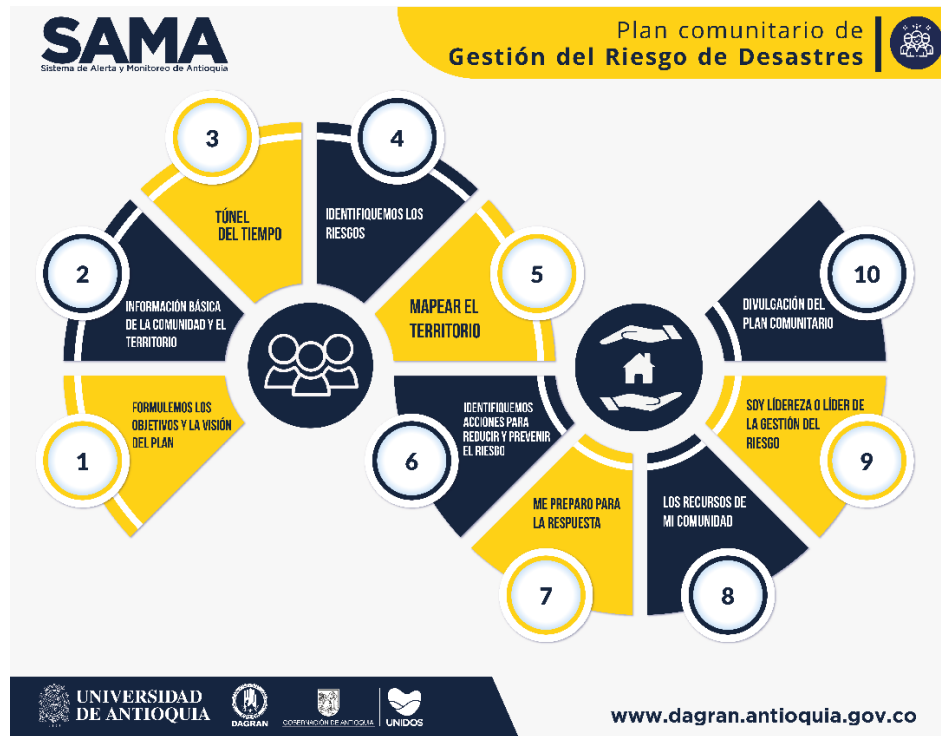 SAMA
Sistema de Alerta y Monitoreo de Antioquia
Plan comunitario de
Gestión del Riesgo de Desastres
1
FORMULEMOS LOS
OBJETIVOS Y LA VISIÓN
DEL PLAN
2
INFORMACIÓN BÁSICA
DE LA COMUNIDAD Y EL
TERRITORIO
3
TÚNEL
DEL TIEMPO
4
IDENTIFIQUEMOS LOS
RIESGOS
5
MAPEAR EL
TERRITORIO
6
IDENTIFIQUEMOS
ACCIONES PARA
REDUCIR Y PREVENIR
EL RIESGO
7
ME PREPARO PARA
LA RESPUESTA
8
LOS RECURSOS DE
MI COMUNIDAD
9
SOY LÍDEREZA O LÍDER DE
LA GESTIÓN DEL
RIESGO
10
DIVULGACIÓN DEL
PLAN COMUNITARIO
UNIVERSIDAD
DE ANTIOQUIA
DAGRAN
GOBERNACIÓN DE ANTIOQUIA
UNIDOS
www.dagran.antioquia.gov.co